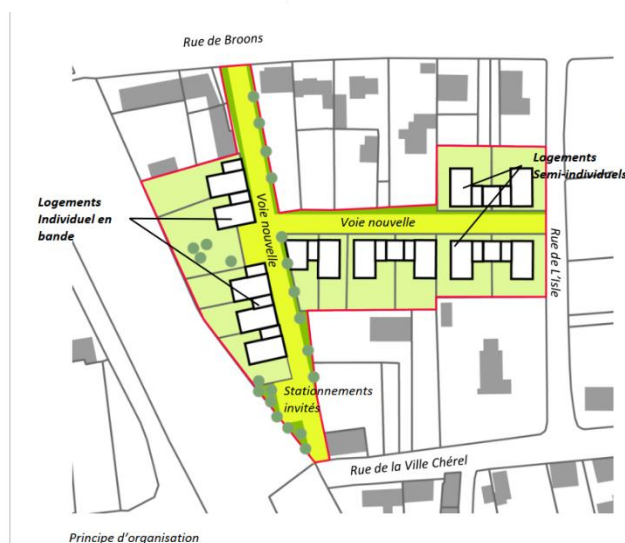 Rue de Broons
Logements
Semi-individuels
Logements
Individuel en
bande
Voie nouvelle
Voie nouvelle
Rue de L'Isle
Stationnements
invités
Rue de la Ville Chérel
Principe d'organisation